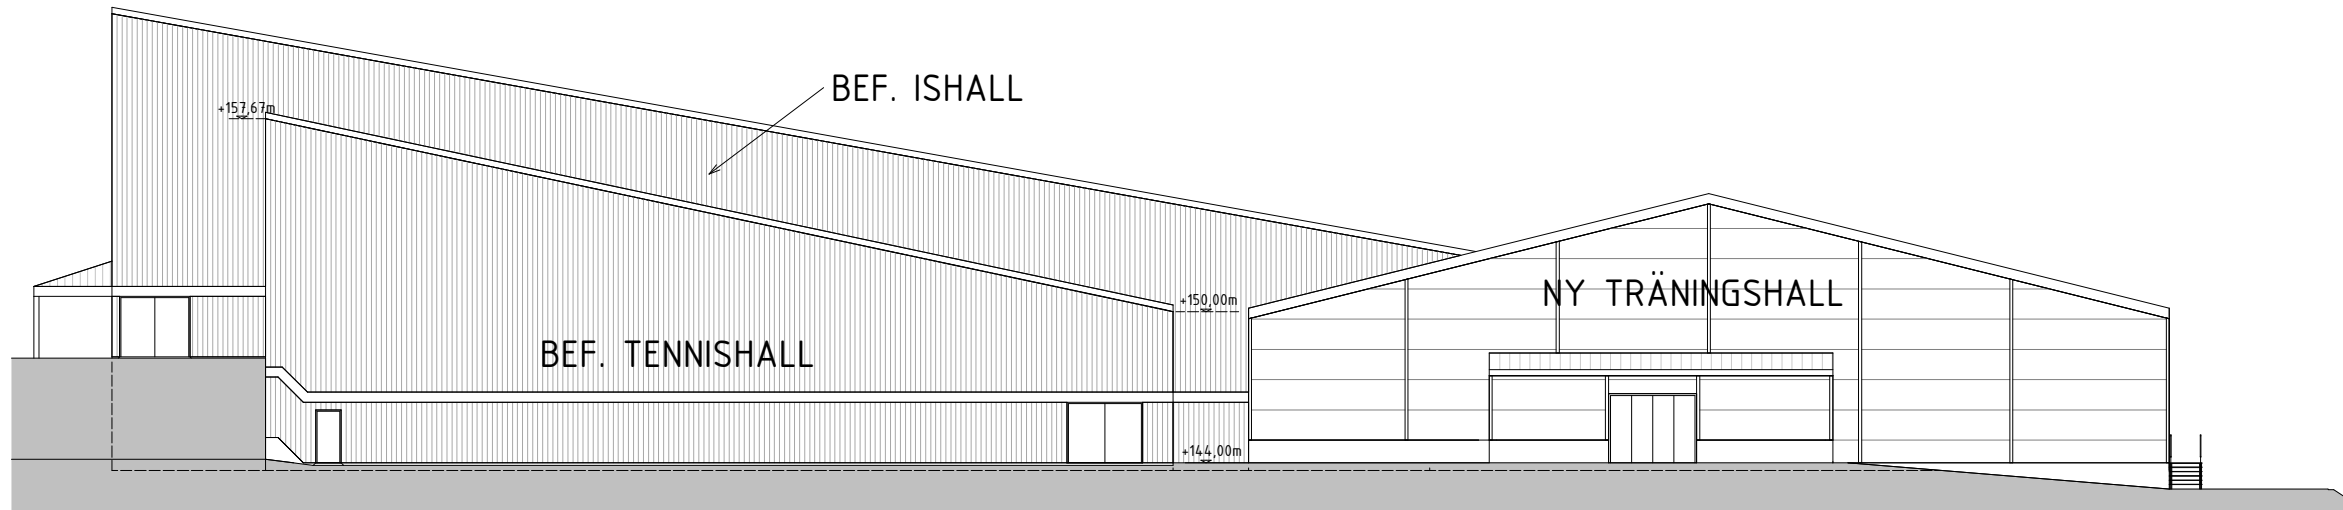 BEF. ISHALL
+157,67m
NY TRÄNINGSHALL
+150,00m
BEF. TENNISHALL
+144,00m